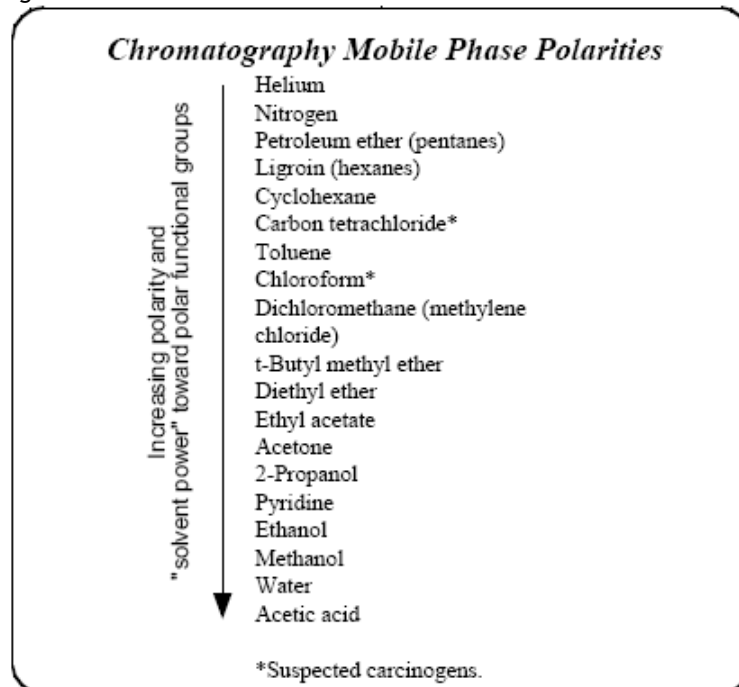 Chromatography Mobile Phase Polarities
Increasing polarity and
"solvent power" toward polar functional groups
Helium
Nitrogen
Petroleum ether (pentanes)
Ligroin (hexanes)
Cyclohexane
Carbon tetrachloride*
Toluene
Chloroform*
Dichloromethane (methylene
chloride)
t-Butyl methyl ether
Diethyl ether
Ethyl acetate
Acetone
2-Propanol
Pyridine
Ethanol
Methanol
Water
Acetic acid
*Suspected carcinogens.